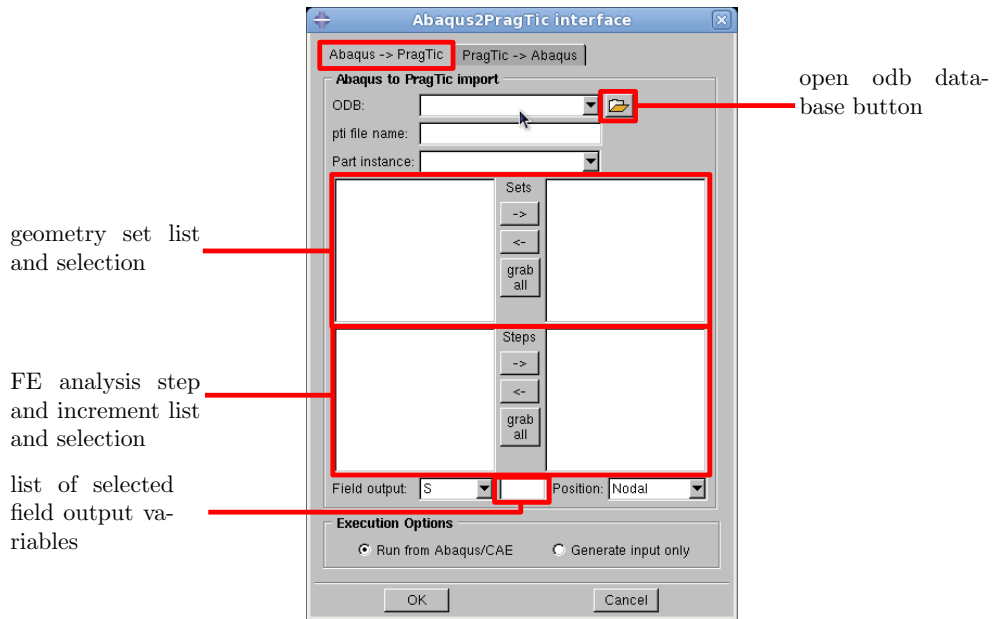 Abaqus2PragTic interface
Abaqus -> PragTic
PragTic -> Abaqus
Abaqus to PragTic import
ODB:
pti file name:
Part instance:
Sets
->
<-
grab
all
Steps
->
<-
grab
all
Field output:
S
Position:
Nodal
Execution Options
Run from Abaqus/CAE
Generate input only
OK
Cancel
open odb data-
base button
geometry set list
and selection
FE analysis step
and increment list
and selection
list of selected
field output va-
riables